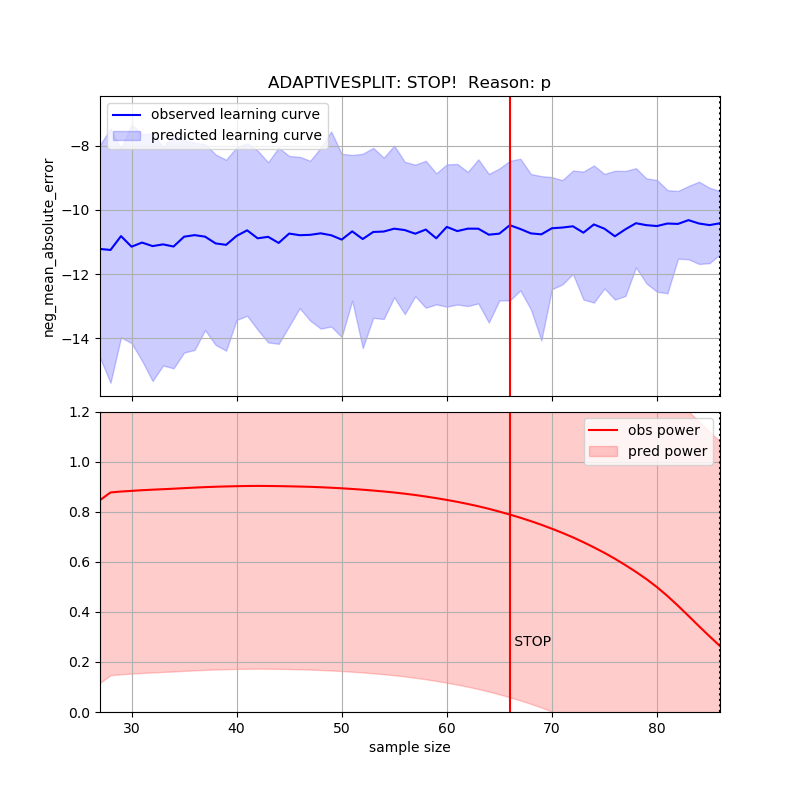 ADAPTIVESPLIT: STOP!  Reason: p
observed learning curve
predicted learning curve
neg_mean_absolute_error
−8
−10
−12
−14
obs power
pred power
STOP
1.2
1.0
0.8
0.6
0.4
0.2
0.0
30 40 50 60 70 80
sample size